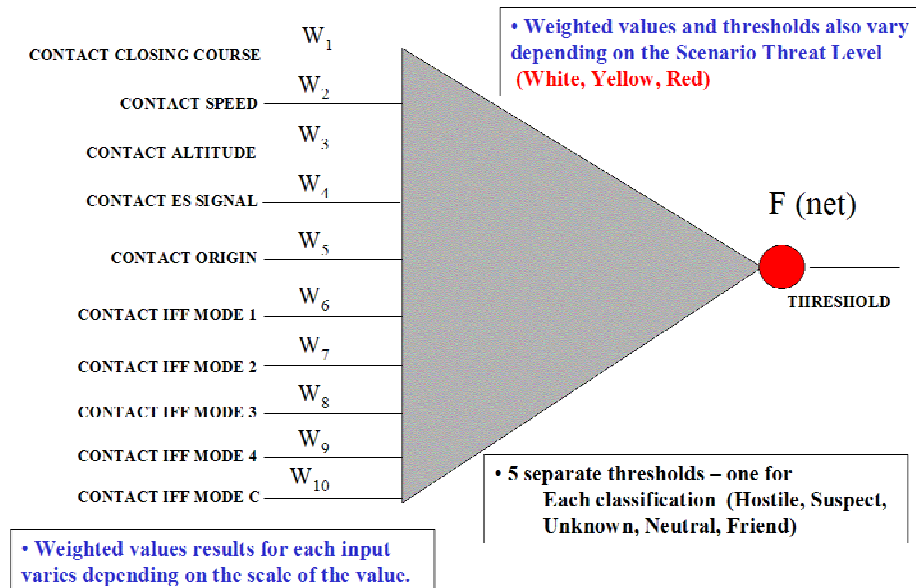 • Weighted values and thresholds also vary
depending on the Scenario Threat Level
(White, Yellow, Red)
CONTACT CLOSING COURSE W1
CONTACT SPEED W2
CONTACT ALTITUDE W3
CONTACT ES SIGNAL W4
CONTACT ORIGIN W5
CONTACT IFF MODE 1 W6
CONTACT IFF MODE 2 W7
CONTACT IFF MODE 3 W8
CONTACT IFF MODE 4 W9
CONTACT IFF MODE C W10
F (net)
THRESHOLD
• 5 separate thresholds – one for
Each classification (Hostile, Suspect,
Unknown, Neutral, Friend)
• Weighted values results for each input
varies depending on the scale of the value.